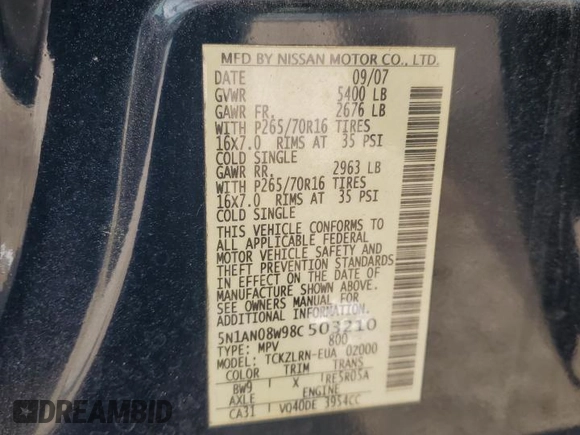 MFD BY NISSAN MOTOR CO., LTD.
DATE 09/07
GVWR 5400 LB
GAWR FR. 2676 LB
WITH P265/70R16 TIRES
16X7.0 RIMS AT 35 PSI
COLD SINGLE
GAWR RR. 2963 LB
WITH P265/70R16 TIRES
16X7.0 RIMS AT 35 PSI
COLD SINGLE
THIS VEHICLE CONFORMS TO
ALL APPLICABLE FEDERAL
MOTOR VEHICLE SAFETY AND
THEFT PREVENTION STANDARDS
IN EFFECT ON THE DATE OF
MANUFACTURE SHOWN ABOVE.
SEE OWNERS MANUAL FOR
ADDITIONAL INFORMATION.
5N1AN08W98C503210
TYPE: MPV 800
MODEL: TCKZLRN-EUA 02000
COLOR TRIM TRANS
BW9 X RE5R05A
AXLE ENGINE
CA31 VQ40DE 3954CC
AUTOBIDMASTER